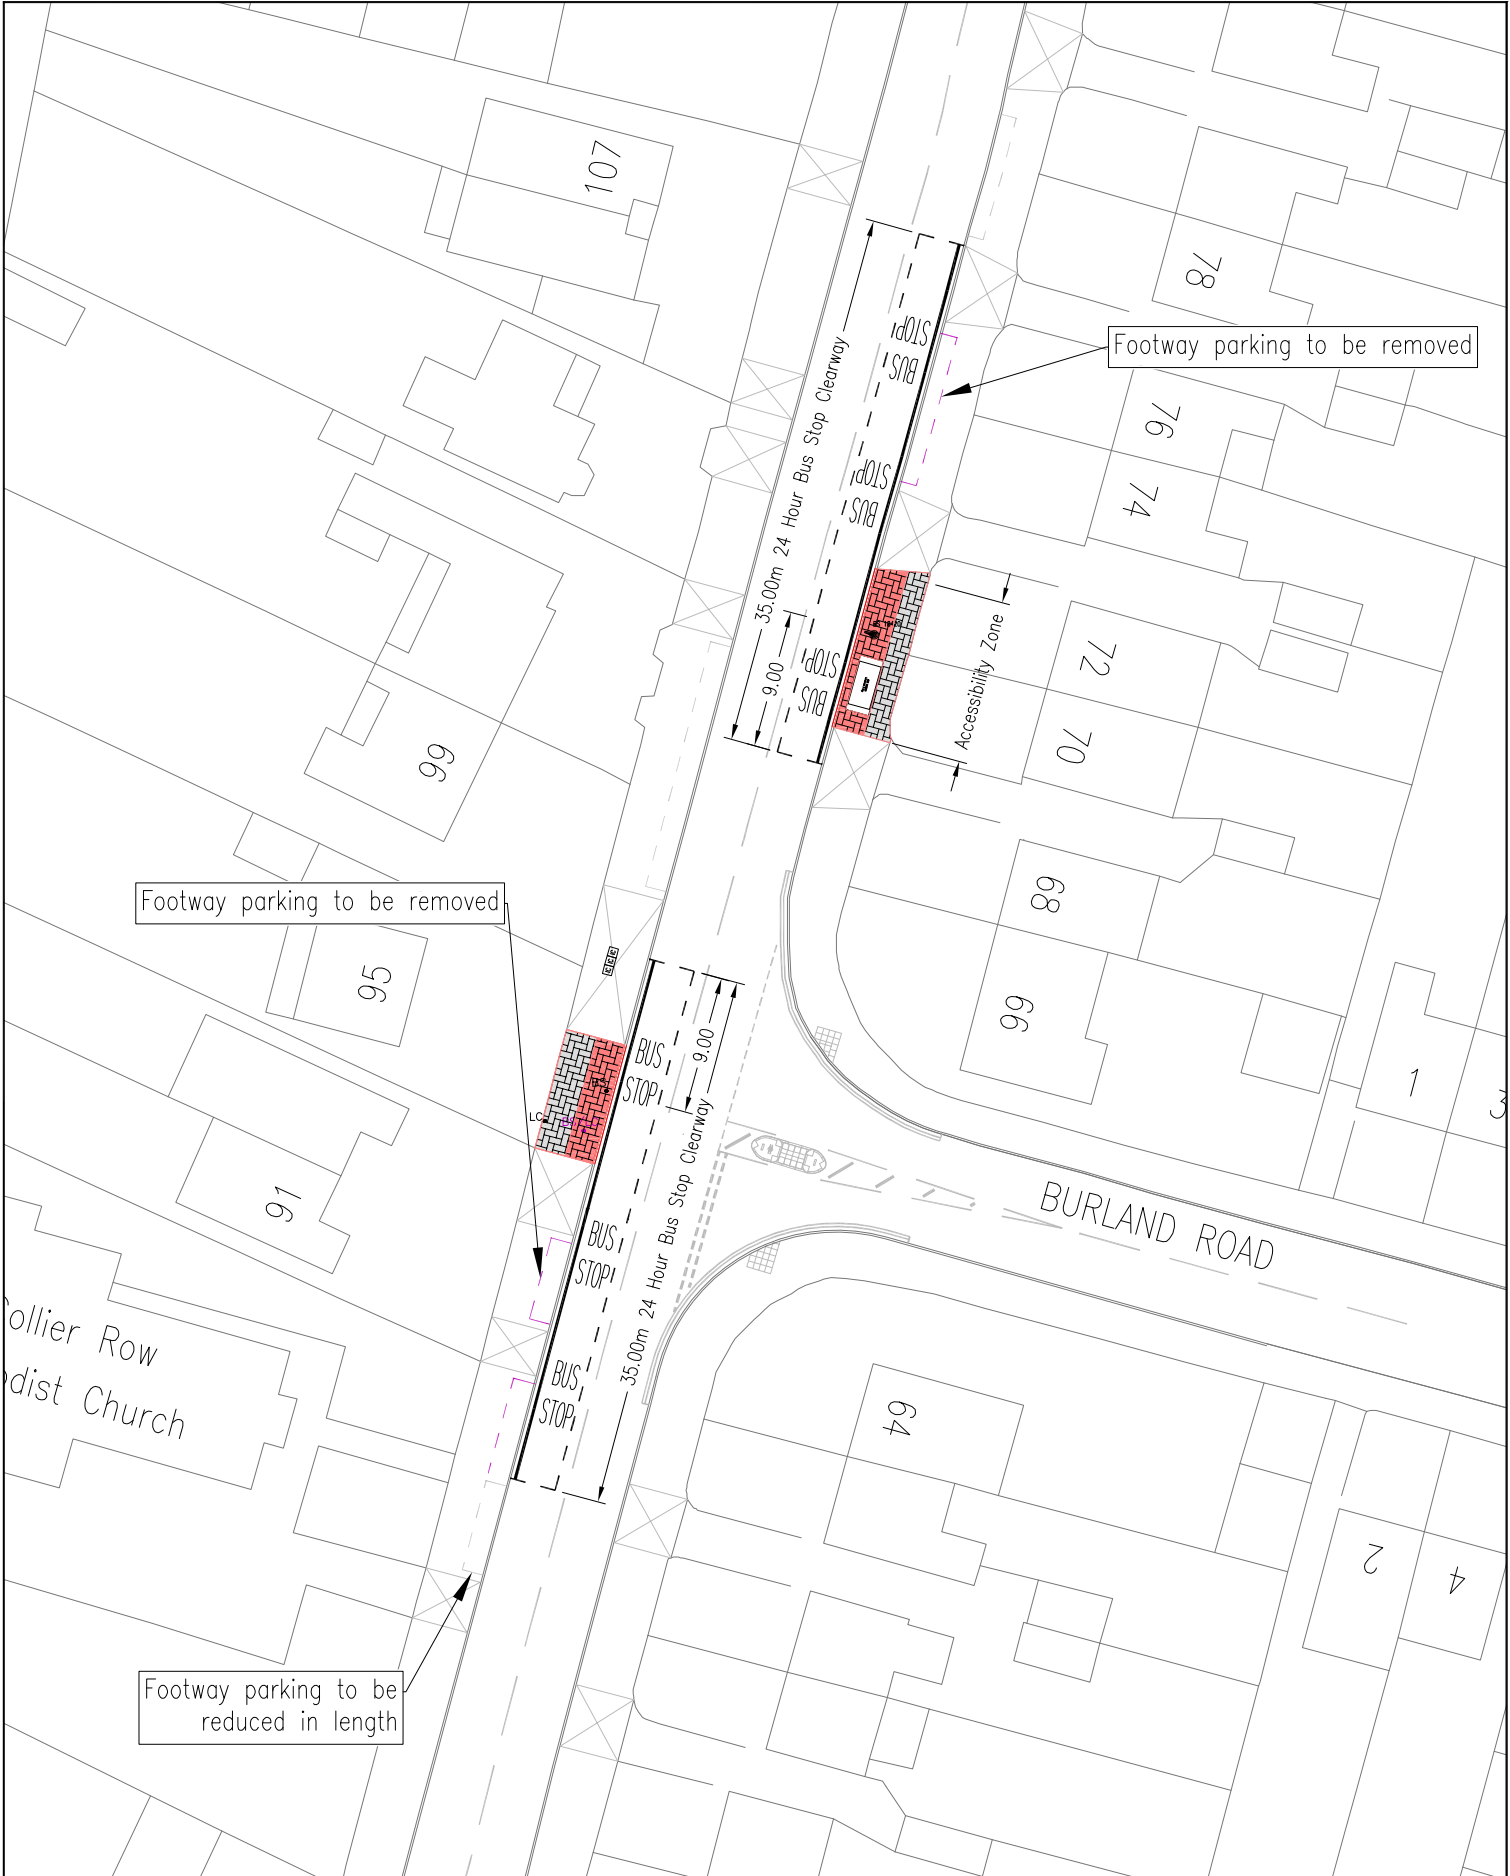 107
78
Footway parking to be removed
STOP
BUS
76
35.00m 24 Hour Bus Stop Clearway
STOP
BUS
74
Accessibility Zone
72
9.00
STOP
BUS
70
99
68
Footway parking to be removed
95
66
9.00
BUS
STOP
1
3
LC
91
35.00m 24 Hour Bus Stop Clearway
BURLAND ROAD
BUS
STOP
Collier Row
odist Church
BUS
STOP
64
2
4
Footway parking to be
reduced in length